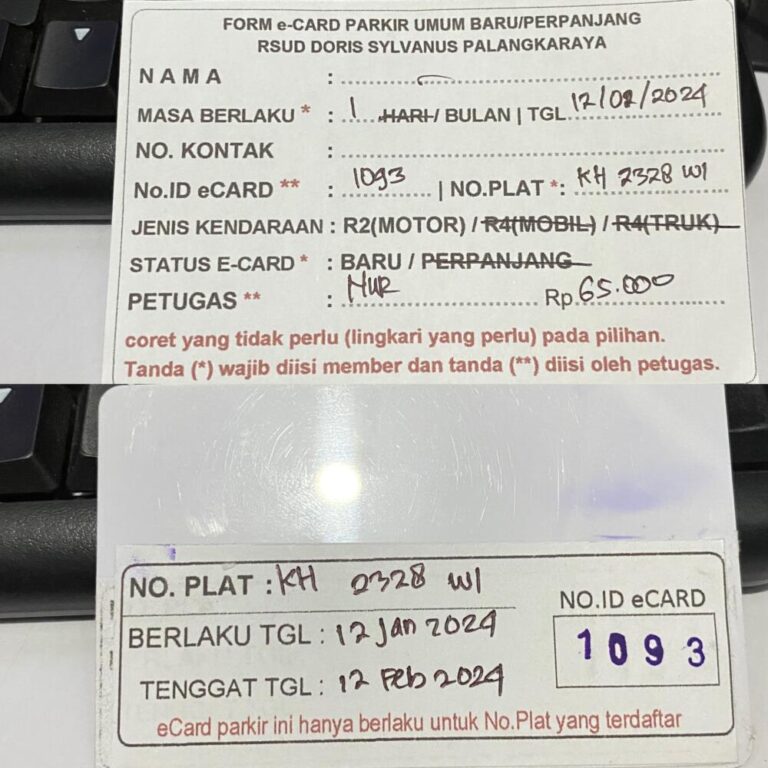 FORM e-CARD PARKIR UMUM BARU/PERPANJANG
RSUD DORIS SYLVANUS PALANGKARAYA
NAMA :
MASA BERLAKU * : 1 HARI / BULAN | TGL. 12/02/2024
NO. KONTAK :
No.ID eCARD ** : 1093 | NO.PLAT *: KH 2328 WI
JENIS KENDARAAN : R2(MOTOR) / R4(MOBIL) / R4(TRUK)
STATUS E-CARD * : BARU / PERPANJANG
PETUGAS ** : NUR Rp. 65.000
coret yang tidak perlu (lingkari yang perlu) pada pilihan.
Tanda (*) wajib diisi member dan tanda (**) diisi oleh petugas.
NO. PLAT : KH 2328 WI
BERLAKU TGL : 12 Jan 2024
TENGGAT TGL : 12 Feb 2024
NO.ID eCARD
1093
eCard parkir ini hanya berlaku untuk No.Plat yang terdaftar